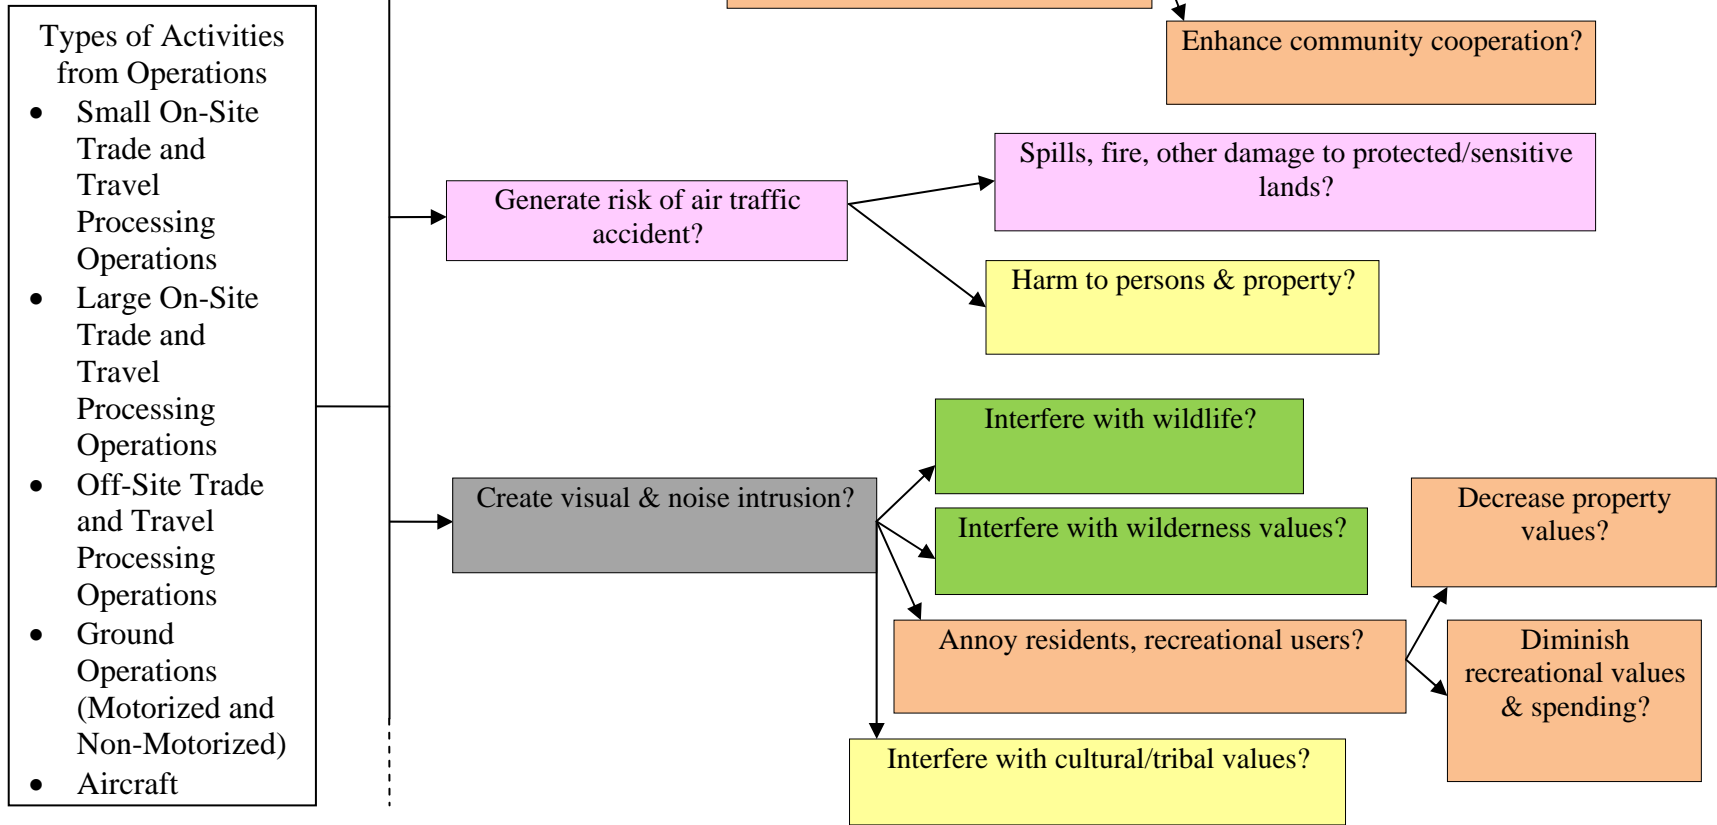 Types of Activities
from Operations
• Small On-Site
Trade and
Travel
Processing
Operations
• Large On-Site
Trade and
Travel
Processing
Operations
• Off-Site Trade
and Travel
Processing
Operations
• Ground
Operations
(Motorized and
Non-Motorized)
• Aircraft
Enhance community cooperation?
Generate risk of air traffic
accident?
Spills, fire, other damage to protected/sensitive
lands?
Harm to persons & property?
Create visual & noise intrusion?
Interfere with wildlife?
Interfere with wilderness values?
Annoy residents, recreational users?
Decrease property
values?
Diminish
recreational values
& spending?
Interfere with cultural/tribal values?